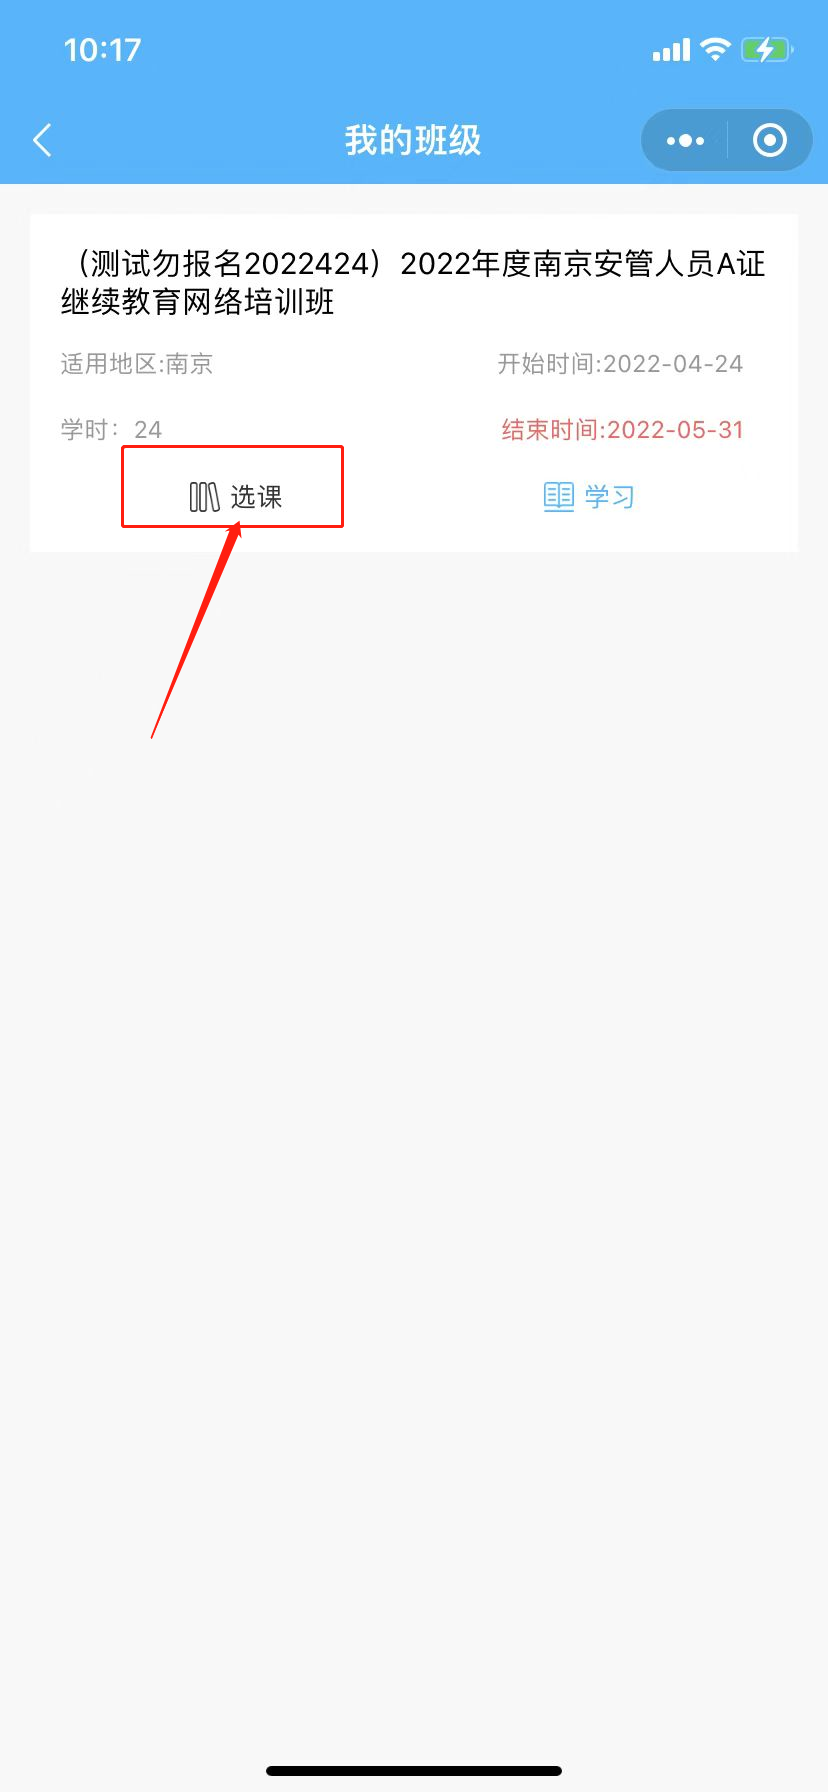 10:17
我的班级
（测试勿报名2022424）2022年度南京安管人员A证
继续教育网络培训班
适用地区:南京
开始时间:2022-04-24
学时：24
结束时间:2022-05-31
选课
学习